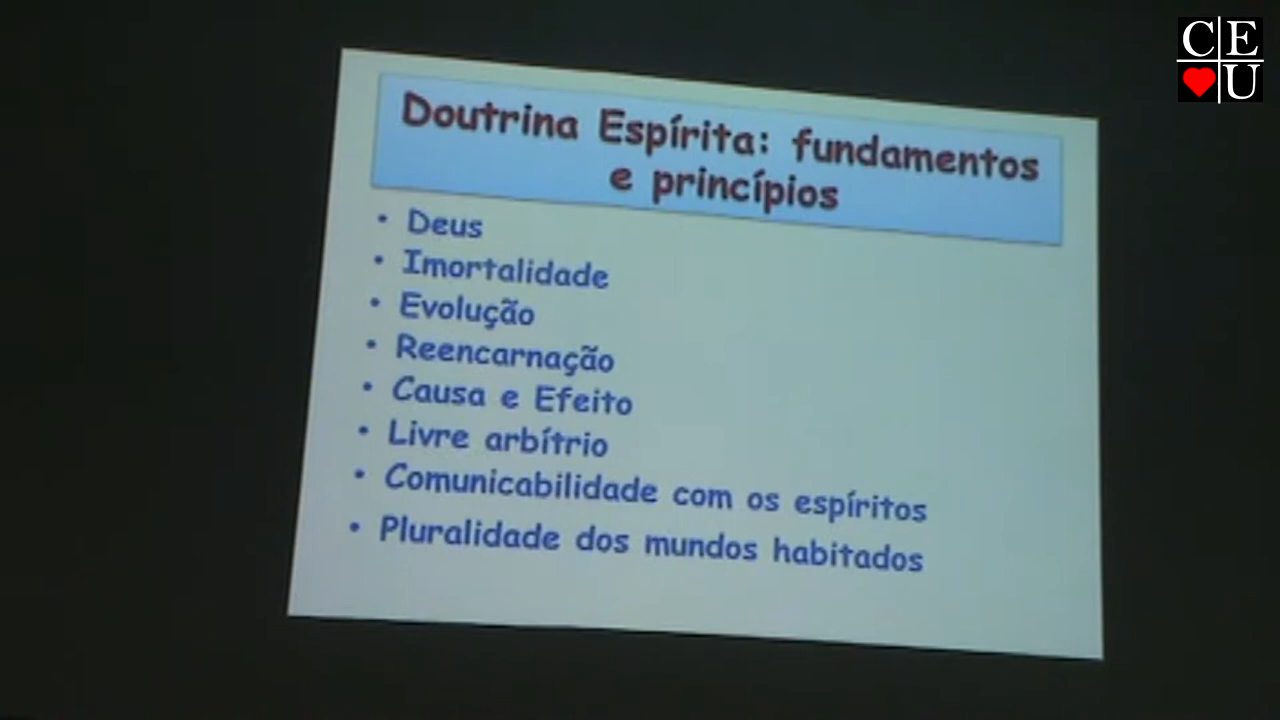 CE
U
Doutrina Espírita: fundamentos
e princípios
• Deus
• Imortalidade
• Evolução
• Reencarnação
• Causa e Efeito
• Livre arbítrio
• Comunicabilidade com os espíritos
• Pluralidade dos mundos habitados